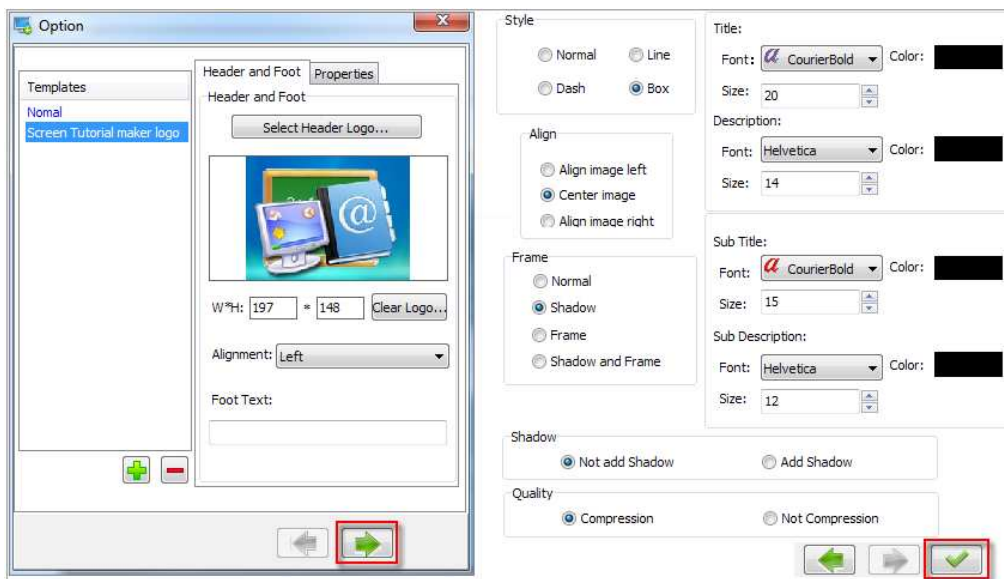 Option
Templates
Nomal
Screen Tutorial maker logo
Header and Foot
Properties
Header and Foot
Select Header Logo...
@
W*H: 197 * 148 Clear Logo...
Alignment: Left
Foot Text:
Style
Normal Line
Dash Box
Align
Align image left
Center image
Align image right
Frame
Normal
Shadow
Frame
Shadow and Frame
Title:
Font: a CourierBold Color:
Size: 20
Description:
Font: Helvetica Color:
Size: 14
Sub Title:
Font: a CourierBold Color:
Size: 15
Sub Description:
Font: Helvetica Color:
Size: 12
Shadow
Not add Shadow Add Shadow
Quality
Compression Not Compression